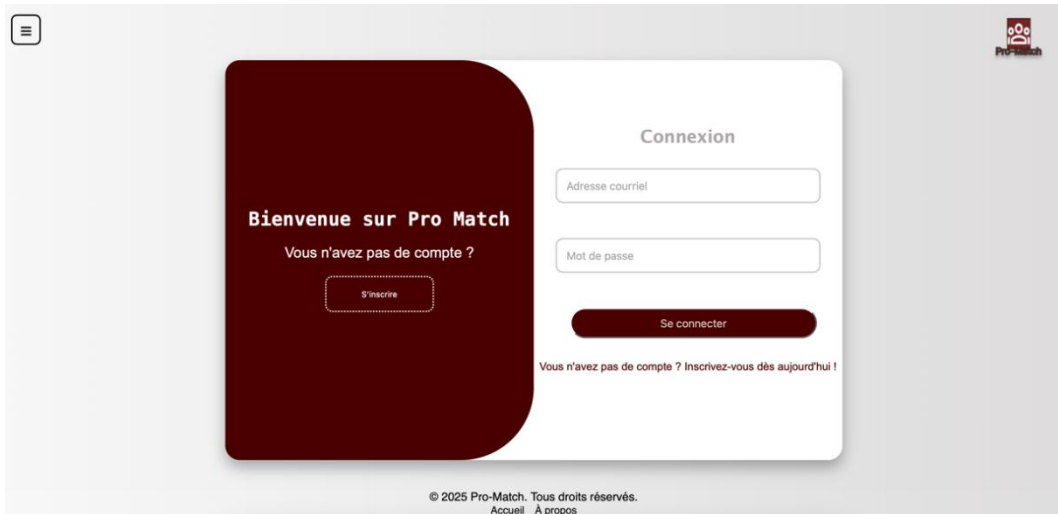 Pro-Match
Bienvenue sur Pro Match
Vous n'avez pas de compte ?
S'inscrire
Connexion
Adresse courriel
Mot de passe
Se connecter
Vous n'avez pas de compte ? Inscrivez-vous dès aujourd'hui !
© 2025 Pro-Match. Tous droits réservés.
Accueil À propos